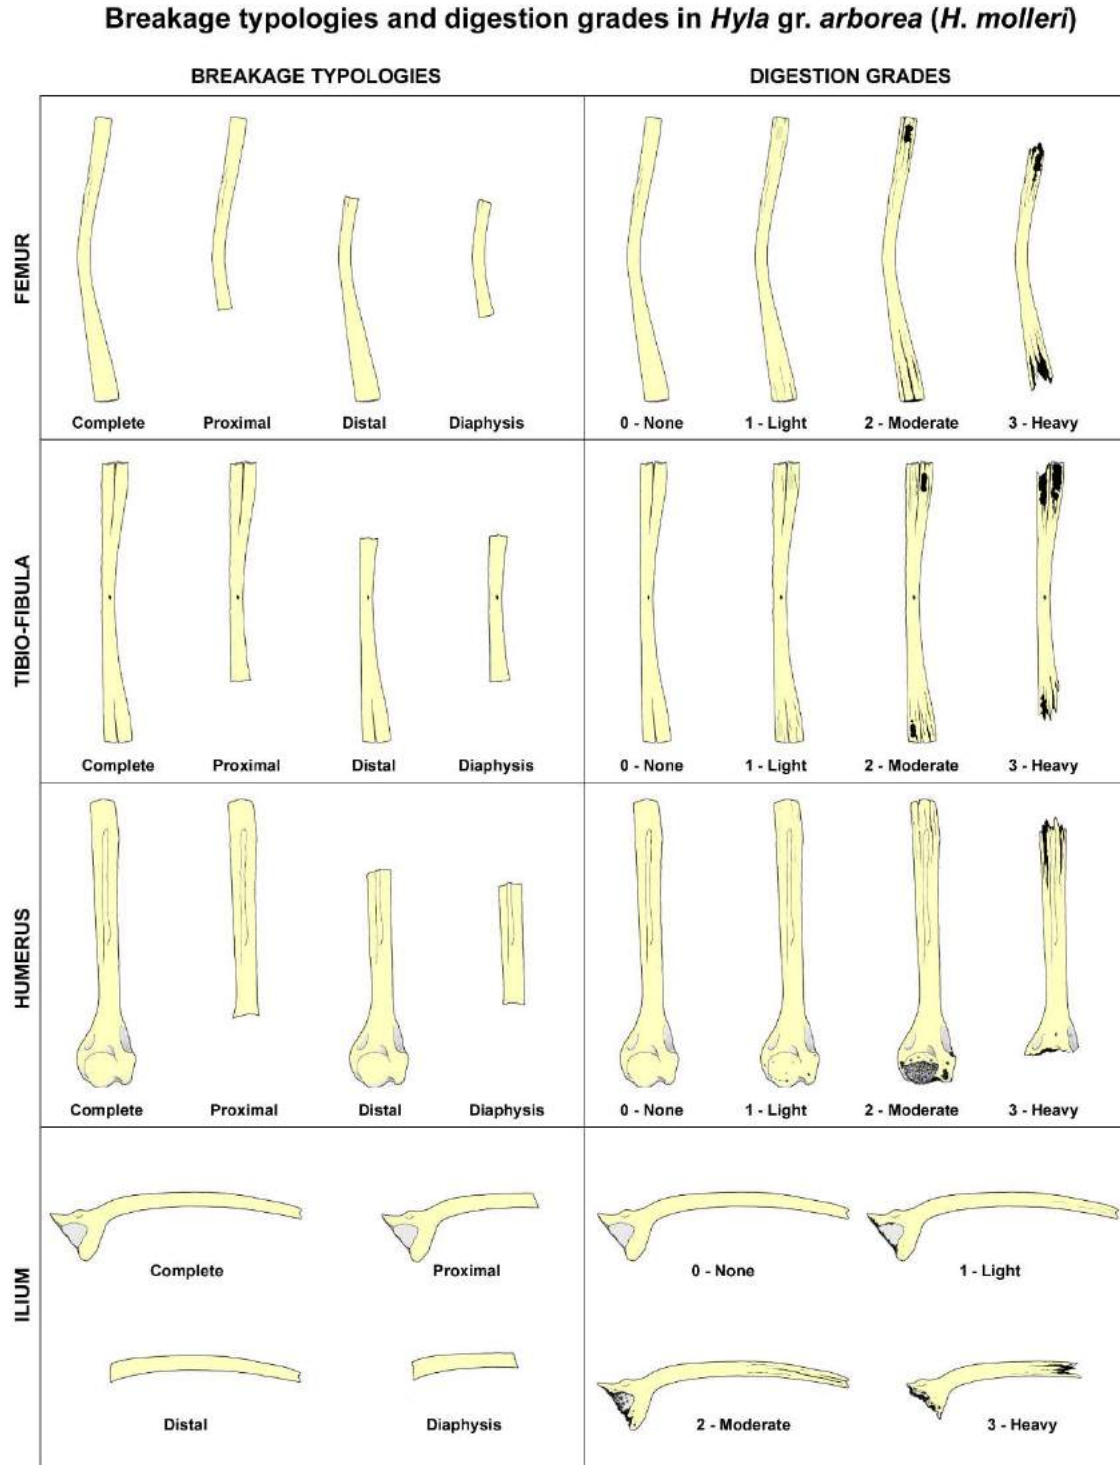 Breakage typologies and digestion grades in Hyla gr. arborea (H. molleri)
BREAKAGE TYPOLOGIES
DIGESTION GRADES
FEMUR
Complete
Proximal
Distal
Diaphysis
0 - None
1 - Light
2 - Moderate
3 - Heavy
TIBIO-FIBULA
Complete
Proximal
Distal
Diaphysis
0 - None
1 - Light
2 - Moderate
3 - Heavy
HUMERUS
Complete
Proximal
Distal
Diaphysis
0 - None
1 - Light
2 - Moderate
3 - Heavy
ILIUM
Complete
Proximal
0 - None
1 - Light
Distal
Diaphysis
2 - Moderate
3 - Heavy